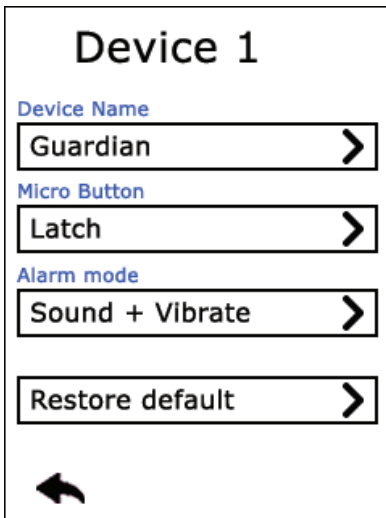 Device 1
Device Name
Guardian
Micro Button
Latch
Alarm mode
Sound + Vibrate
Restore default